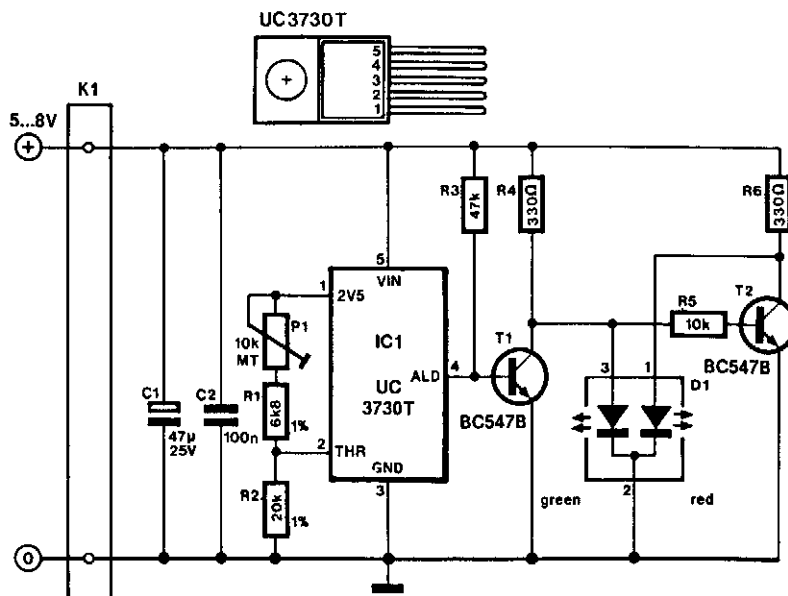 UC3730T
5
4
3
2
1
K1
5...8V
+
R3
47k
R4
330Ω
R6
330Ω
5
VIN
1
2V5
P1
10k
MT
IC1
UC
3730T
ALD
4
T1
BC547B
R5
10k
T2
BC547B
3
1
D1
C1
47µ
25V
C2
100n
R1
6k8
1%
2
THR
GND
3
R2
20k
1%
green
2
red
0